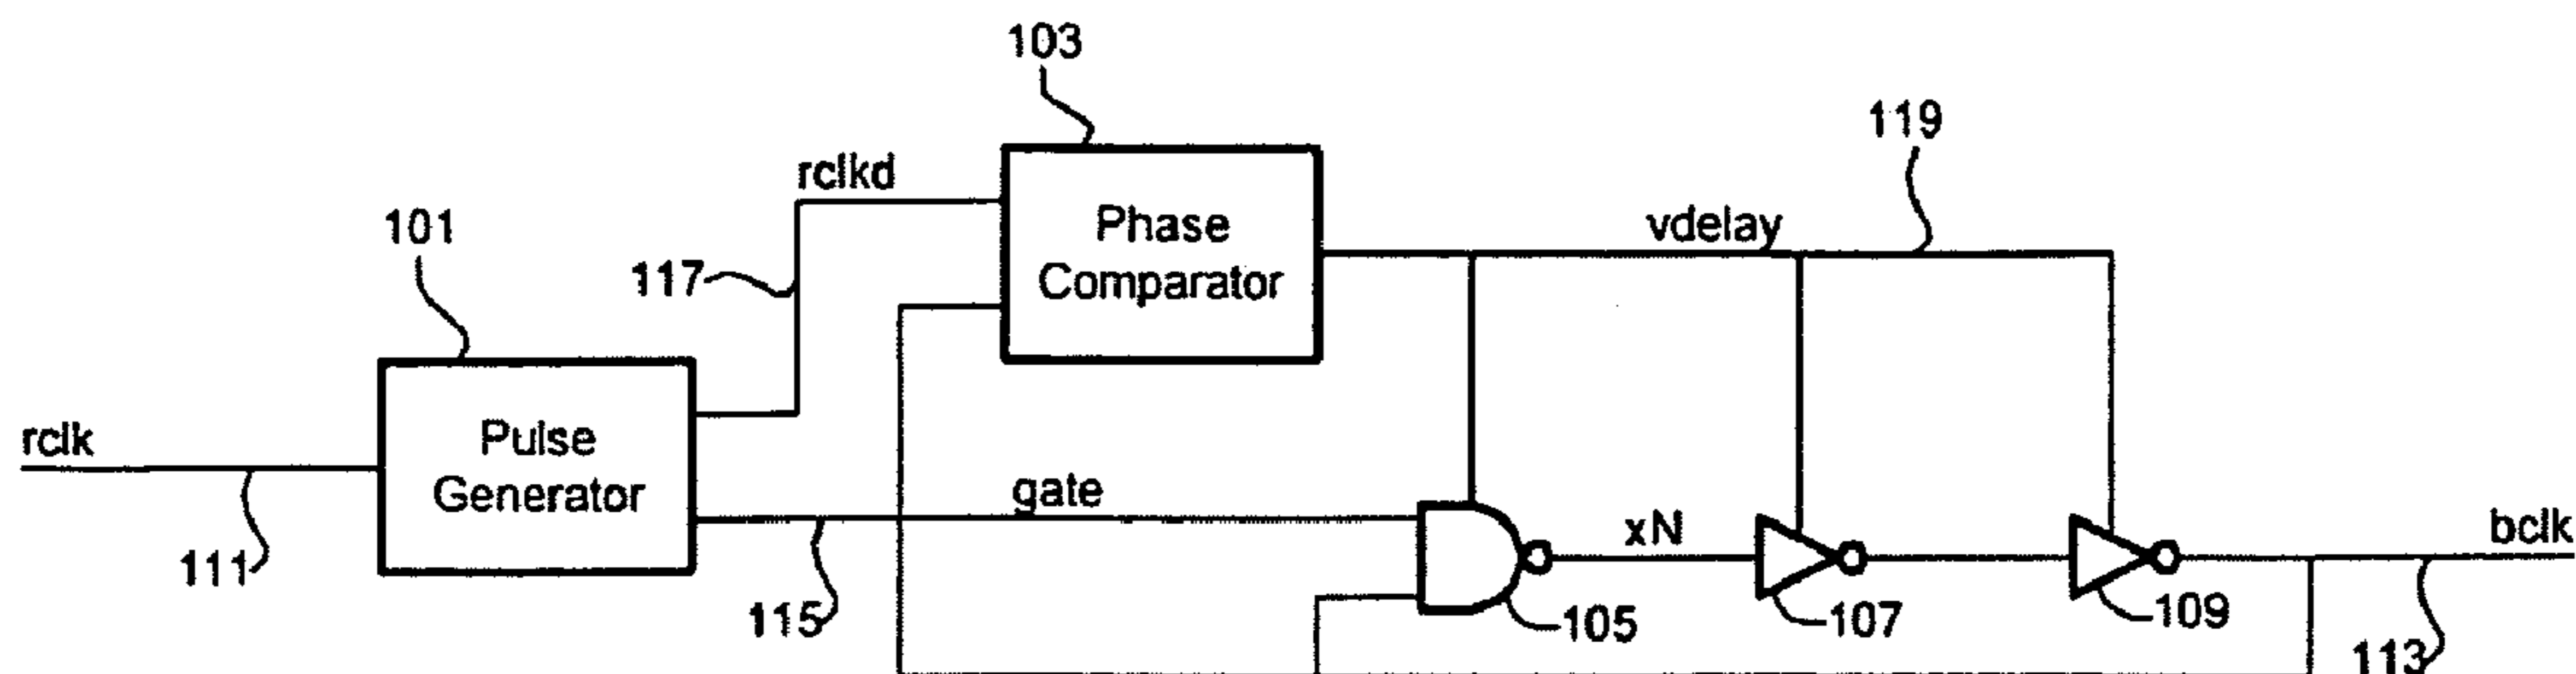 103
119
rclkd
101
Phase
Comparator
vdelay
117
rclk
Pulse
Generator
gate
xN
bclk
111
115
105
107
109
113